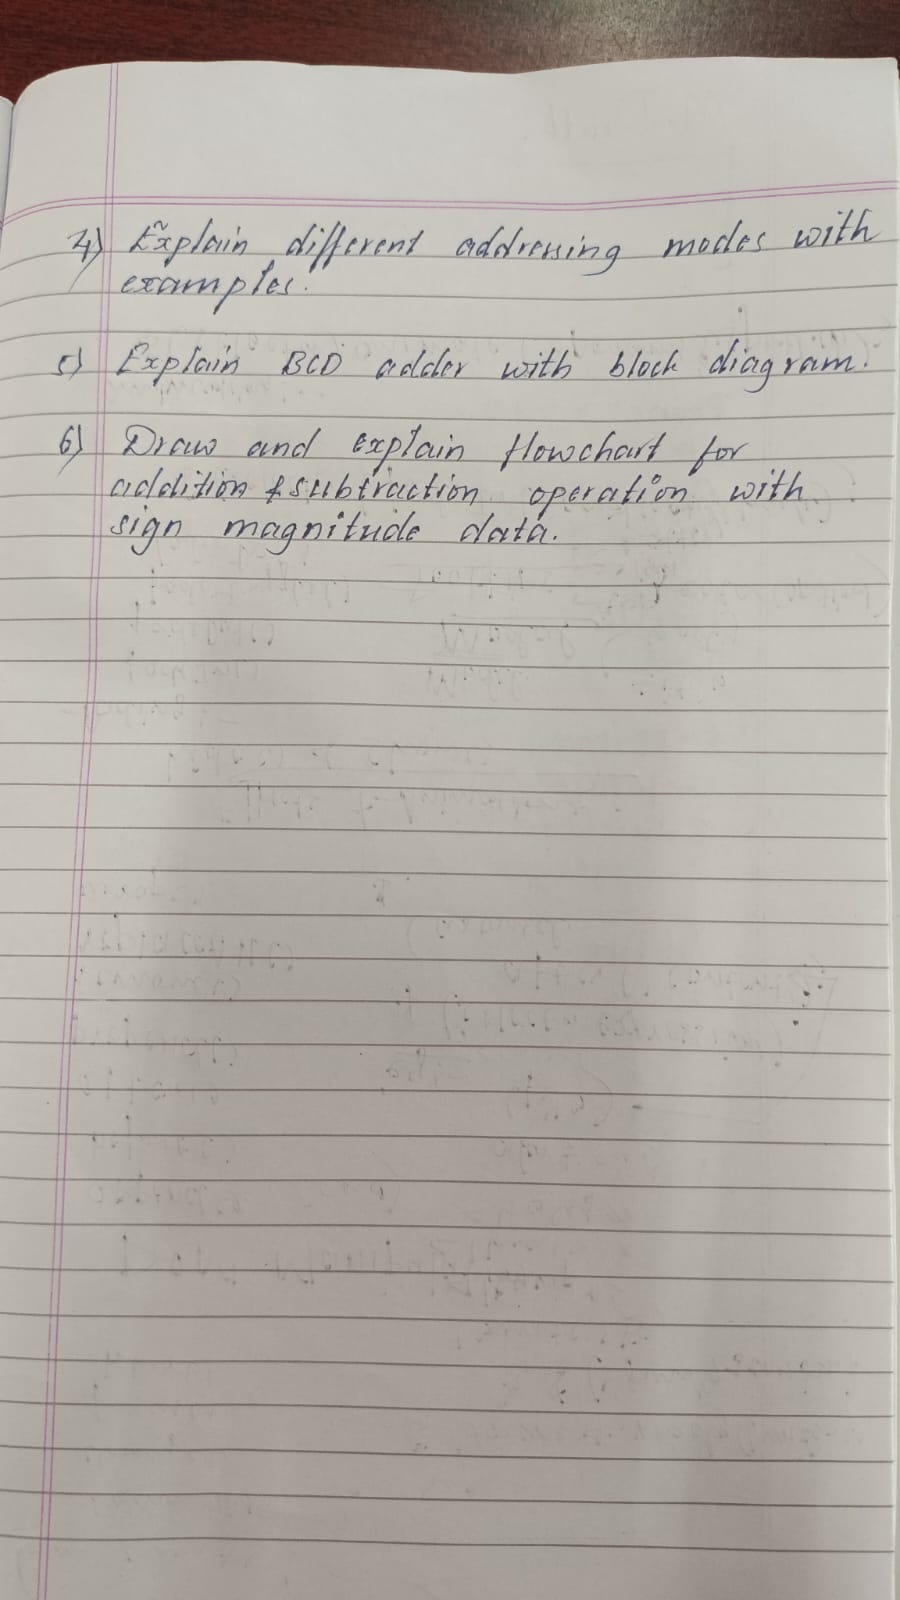 4) Explain different addressing modes with
examples.
5) Explain BCD adder with block diagram.
6) Draw and explain flowchart for
addition & subtraction operation with
sign magnitude data.